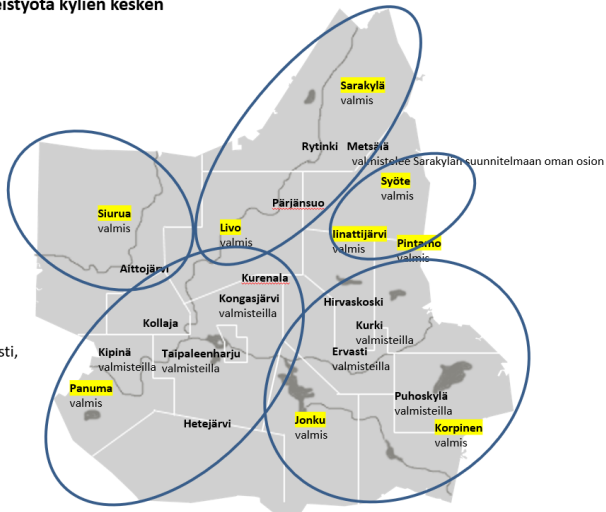 eistyötä kylien kesken
Sarakylä
valmis
Rytinki Metsälä
valmistelee Sarakylän suunnitelmaan oman osion
Syöte
valmis
Pärjänsuo
Siurua
valmis
Livo
valmis
Iinattijärvi
valmis
Pintamo
valmis
Aittojärvi
Kurenala
Kongasjärvi
valmisteilla
Hirvaskoski
Kollaja
Kurki
valmisteilla
sti,
Kipinä
valmisteilla
Taipaleenharju
valmisteilla
Ervasti
valmisteilla
Panuma
valmis
Puhoskylä
valmisteilla
Hetejärvi
Jonku
valmis
Korpinen
valmis